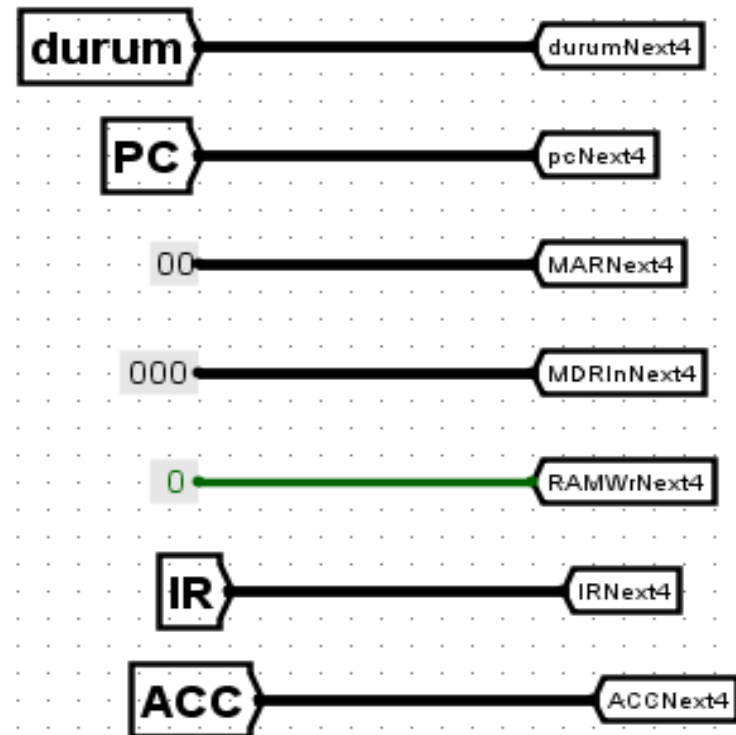 durum durumNext4
PC pcNext4
00 MARNext4
000 MDRInNext4
0 RAMWrNext4
IR IRNext4
ACC ACCNext4